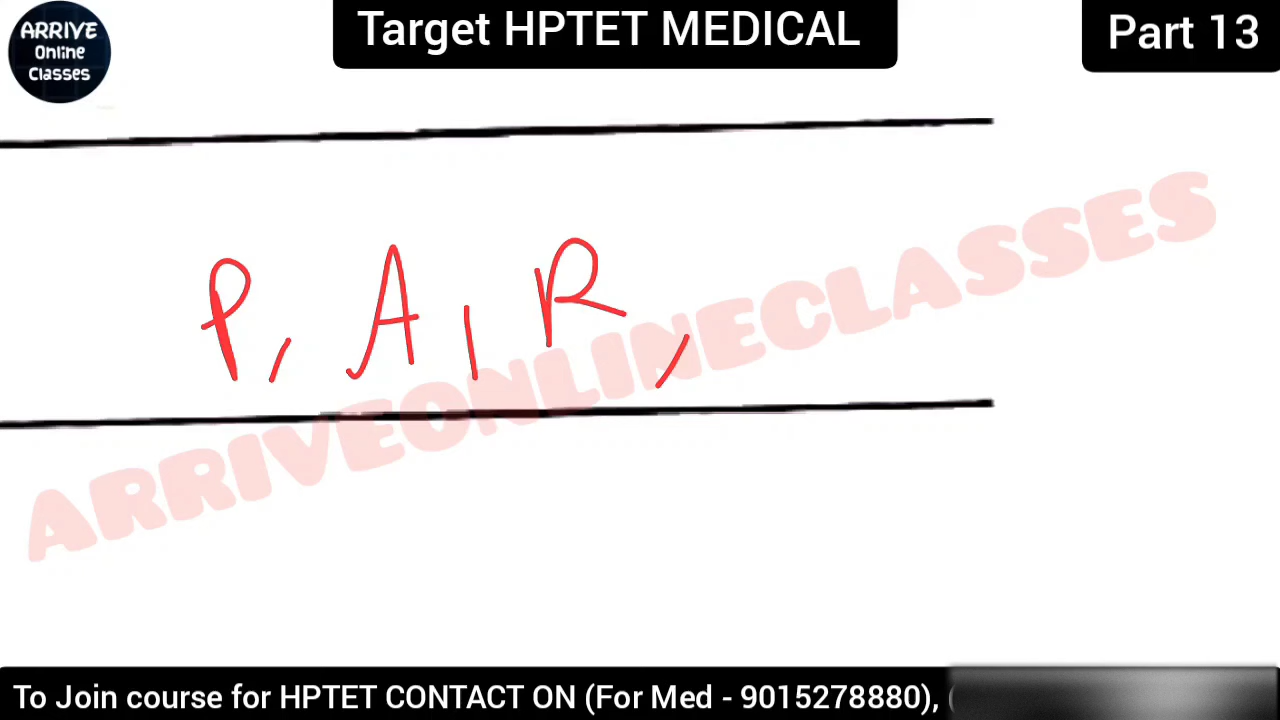 ARRIVE
Online
Classes
Target HPTET MEDICAL
Part 13
P, A, R,
ARRIVEONLINECLASSES
To Join course for HPTET CONTACT ON (For Med - 9015278880), (